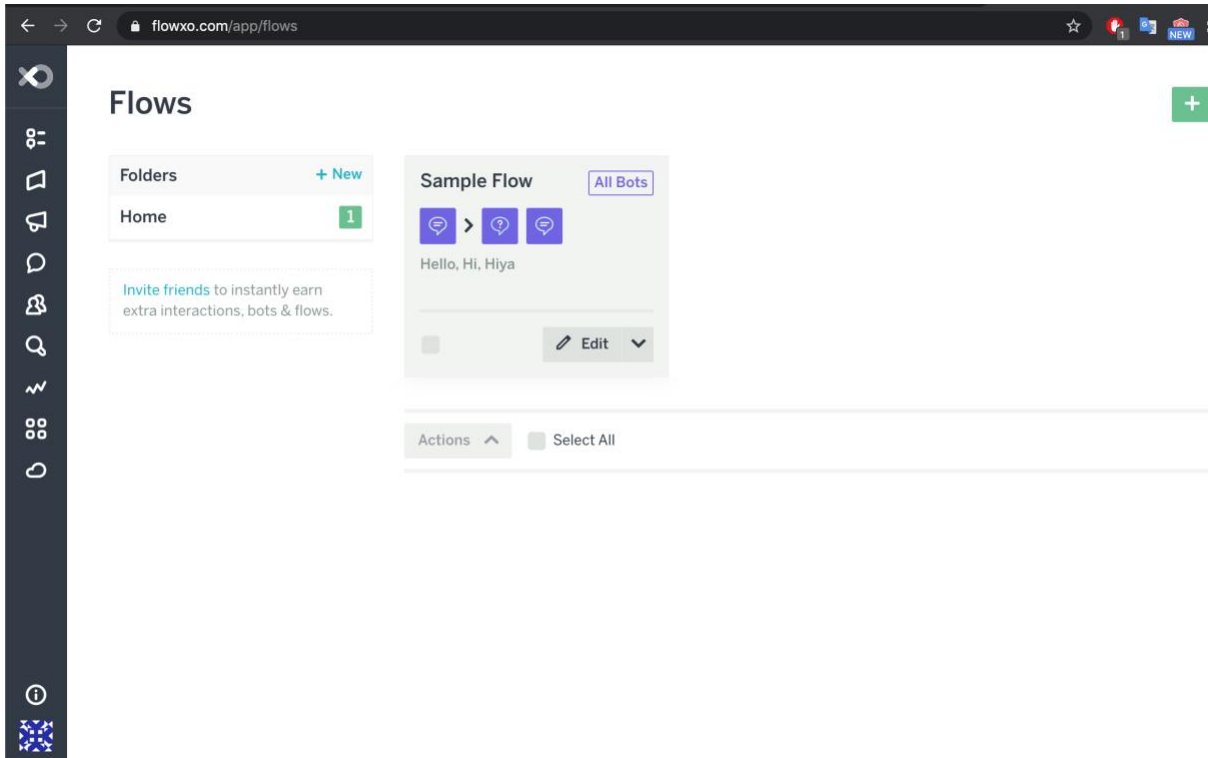 flowxo.com/app/flows
1
NEW
Flows
Folders
+ New
Home
1
Invite friends to instantly earn
extra interactions, bots & flows.
Sample Flow
All Bots
Hello, Hi, Hiya
Edit
Actions
Select All